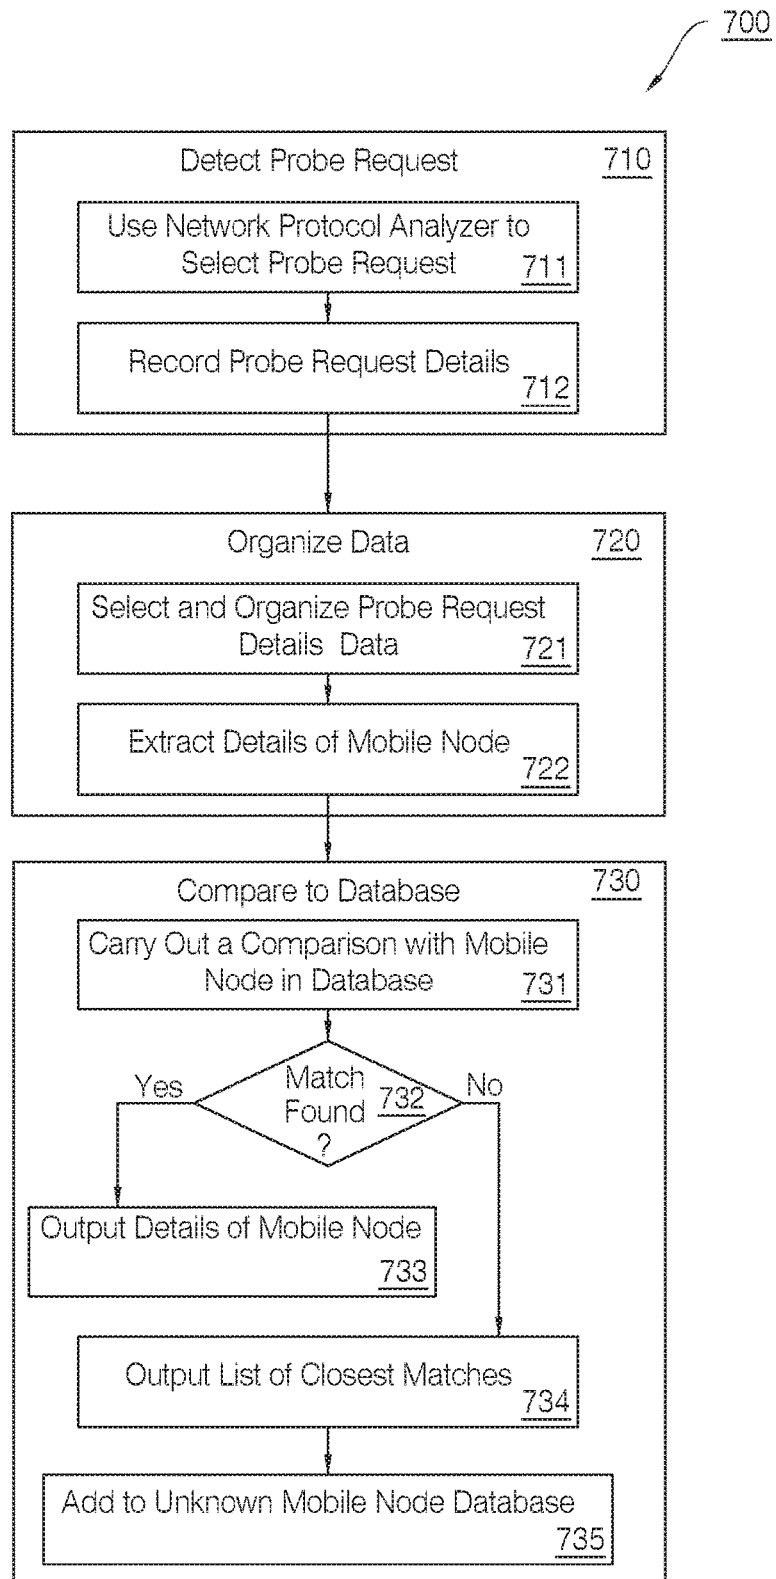 700
Detect Probe Request 710
Use Network Protocol Analyzer to
Select Probe Request 711
Record Probe Request Details
712
Organize Data 720
Select and Organize Probe Request
Details Data 721
Extract Details of Mobile Node
722
Compare to Database 730
Carry Out a Comparison with Mobile
Node in Database 731
Yes
Match
Found 732
?
No
Output Details of Mobile Node
733
Output List of Closest Matches
734
Add to Unknown Mobile Node Database
735